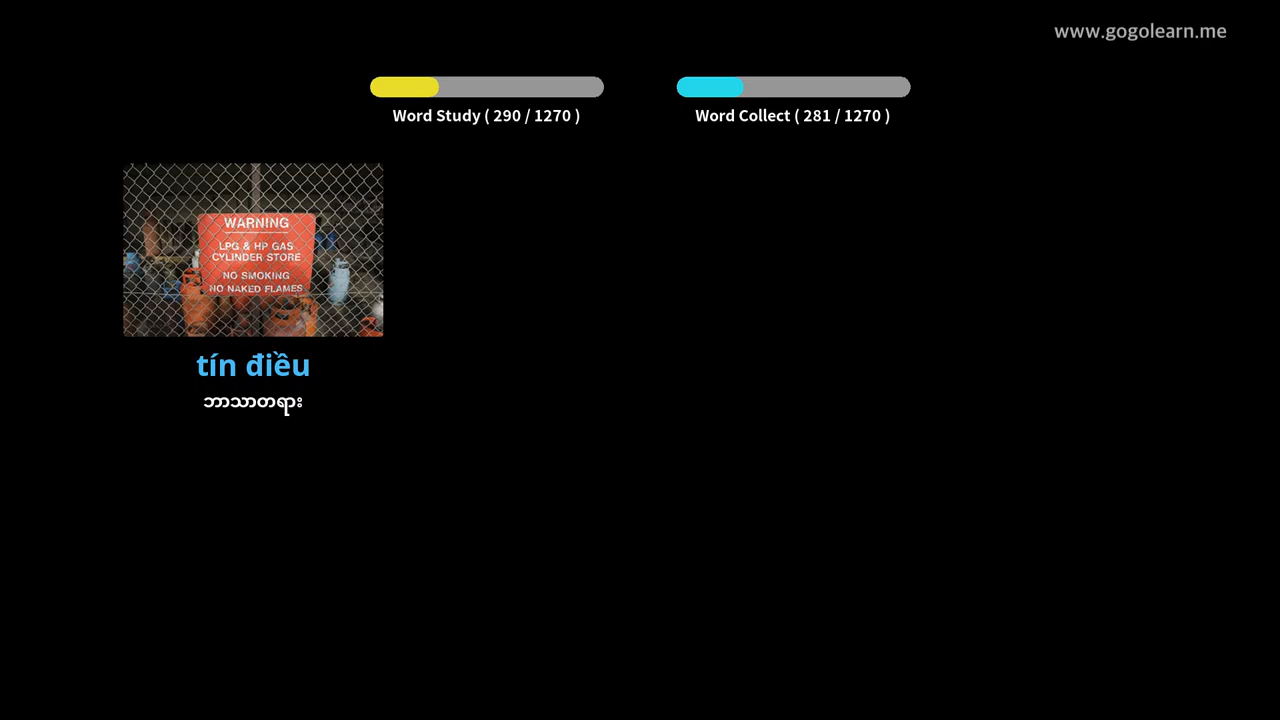 www.gogolearn.me
Word Study ( 290 / 1270 )
Word Collect ( 281 / 1270 )
WARNING
LPG & HP GAS
CYLINDER STORE
NO SMOKING
NO NAKED FLAMES
tín điều
ဘာသာတရား